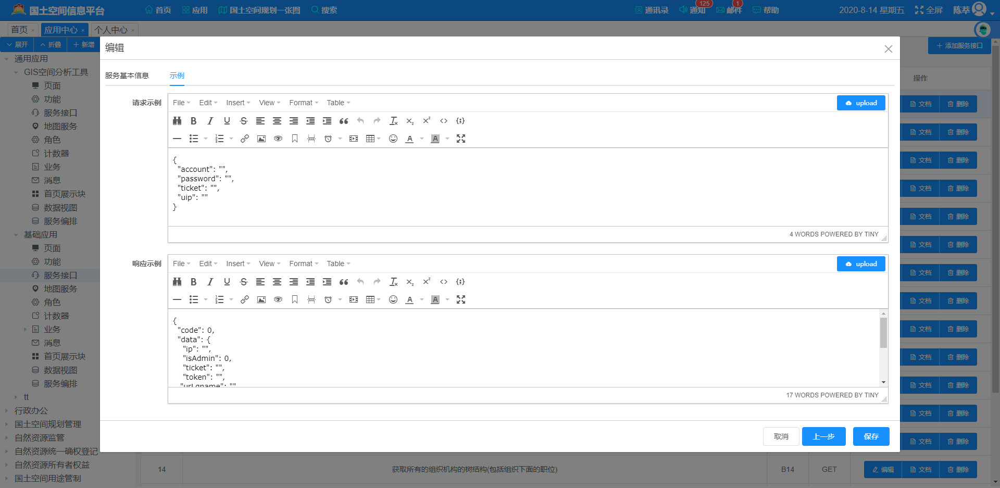 国土空间信息平台 首页 应用 国土空间规划一张图 搜索 通讯录 通知 125 邮件 1 帮助 2020-8-14 星期五 全屏 陈萃
首页 × 应用中心 × 个人中心 ×
展开 折叠 新增
添加服务接口
通用应用
GIS空间分析工具
页面
功能
服务接口
地图服务
角色
计数器
业务
消息
首页展示块
数据视图
服务编排
基础应用
页面
功能
服务接口
地图服务
角色
计数器
业务
消息
首页展示块
数据视图
服务编排
tt
行政办公
国土空间规划管理
自然资源监管
自然资源统一确权登记
自然资源所有者权益
国土空间用途管制
编辑
服务基本信息 示例
请求示例
File Edit Insert View Format Table upload
{
"account": "",
"password": "",
"ticket": "",
"uip": ""
}
4 WORDS POWERED BY TINY
响应示例
File Edit Insert View Format Table upload
{
"code": 0,
"data": {
"ip": "",
"isAdmin": 0,
"ticket": "",
"token": "",
17 WORDS POWERED BY TINY
取消 上一步 保存
操作
文档 删除
文档 删除
文档 删除
文档 删除
文档 删除
文档 删除
文档 删除
文档 删除
文档 删除
文档 删除
文档 删除
文档 删除
文档 删除
14 获取所有的组织机构的树结构(包括组织下面的职位) B14 GET 编辑 文档 删除